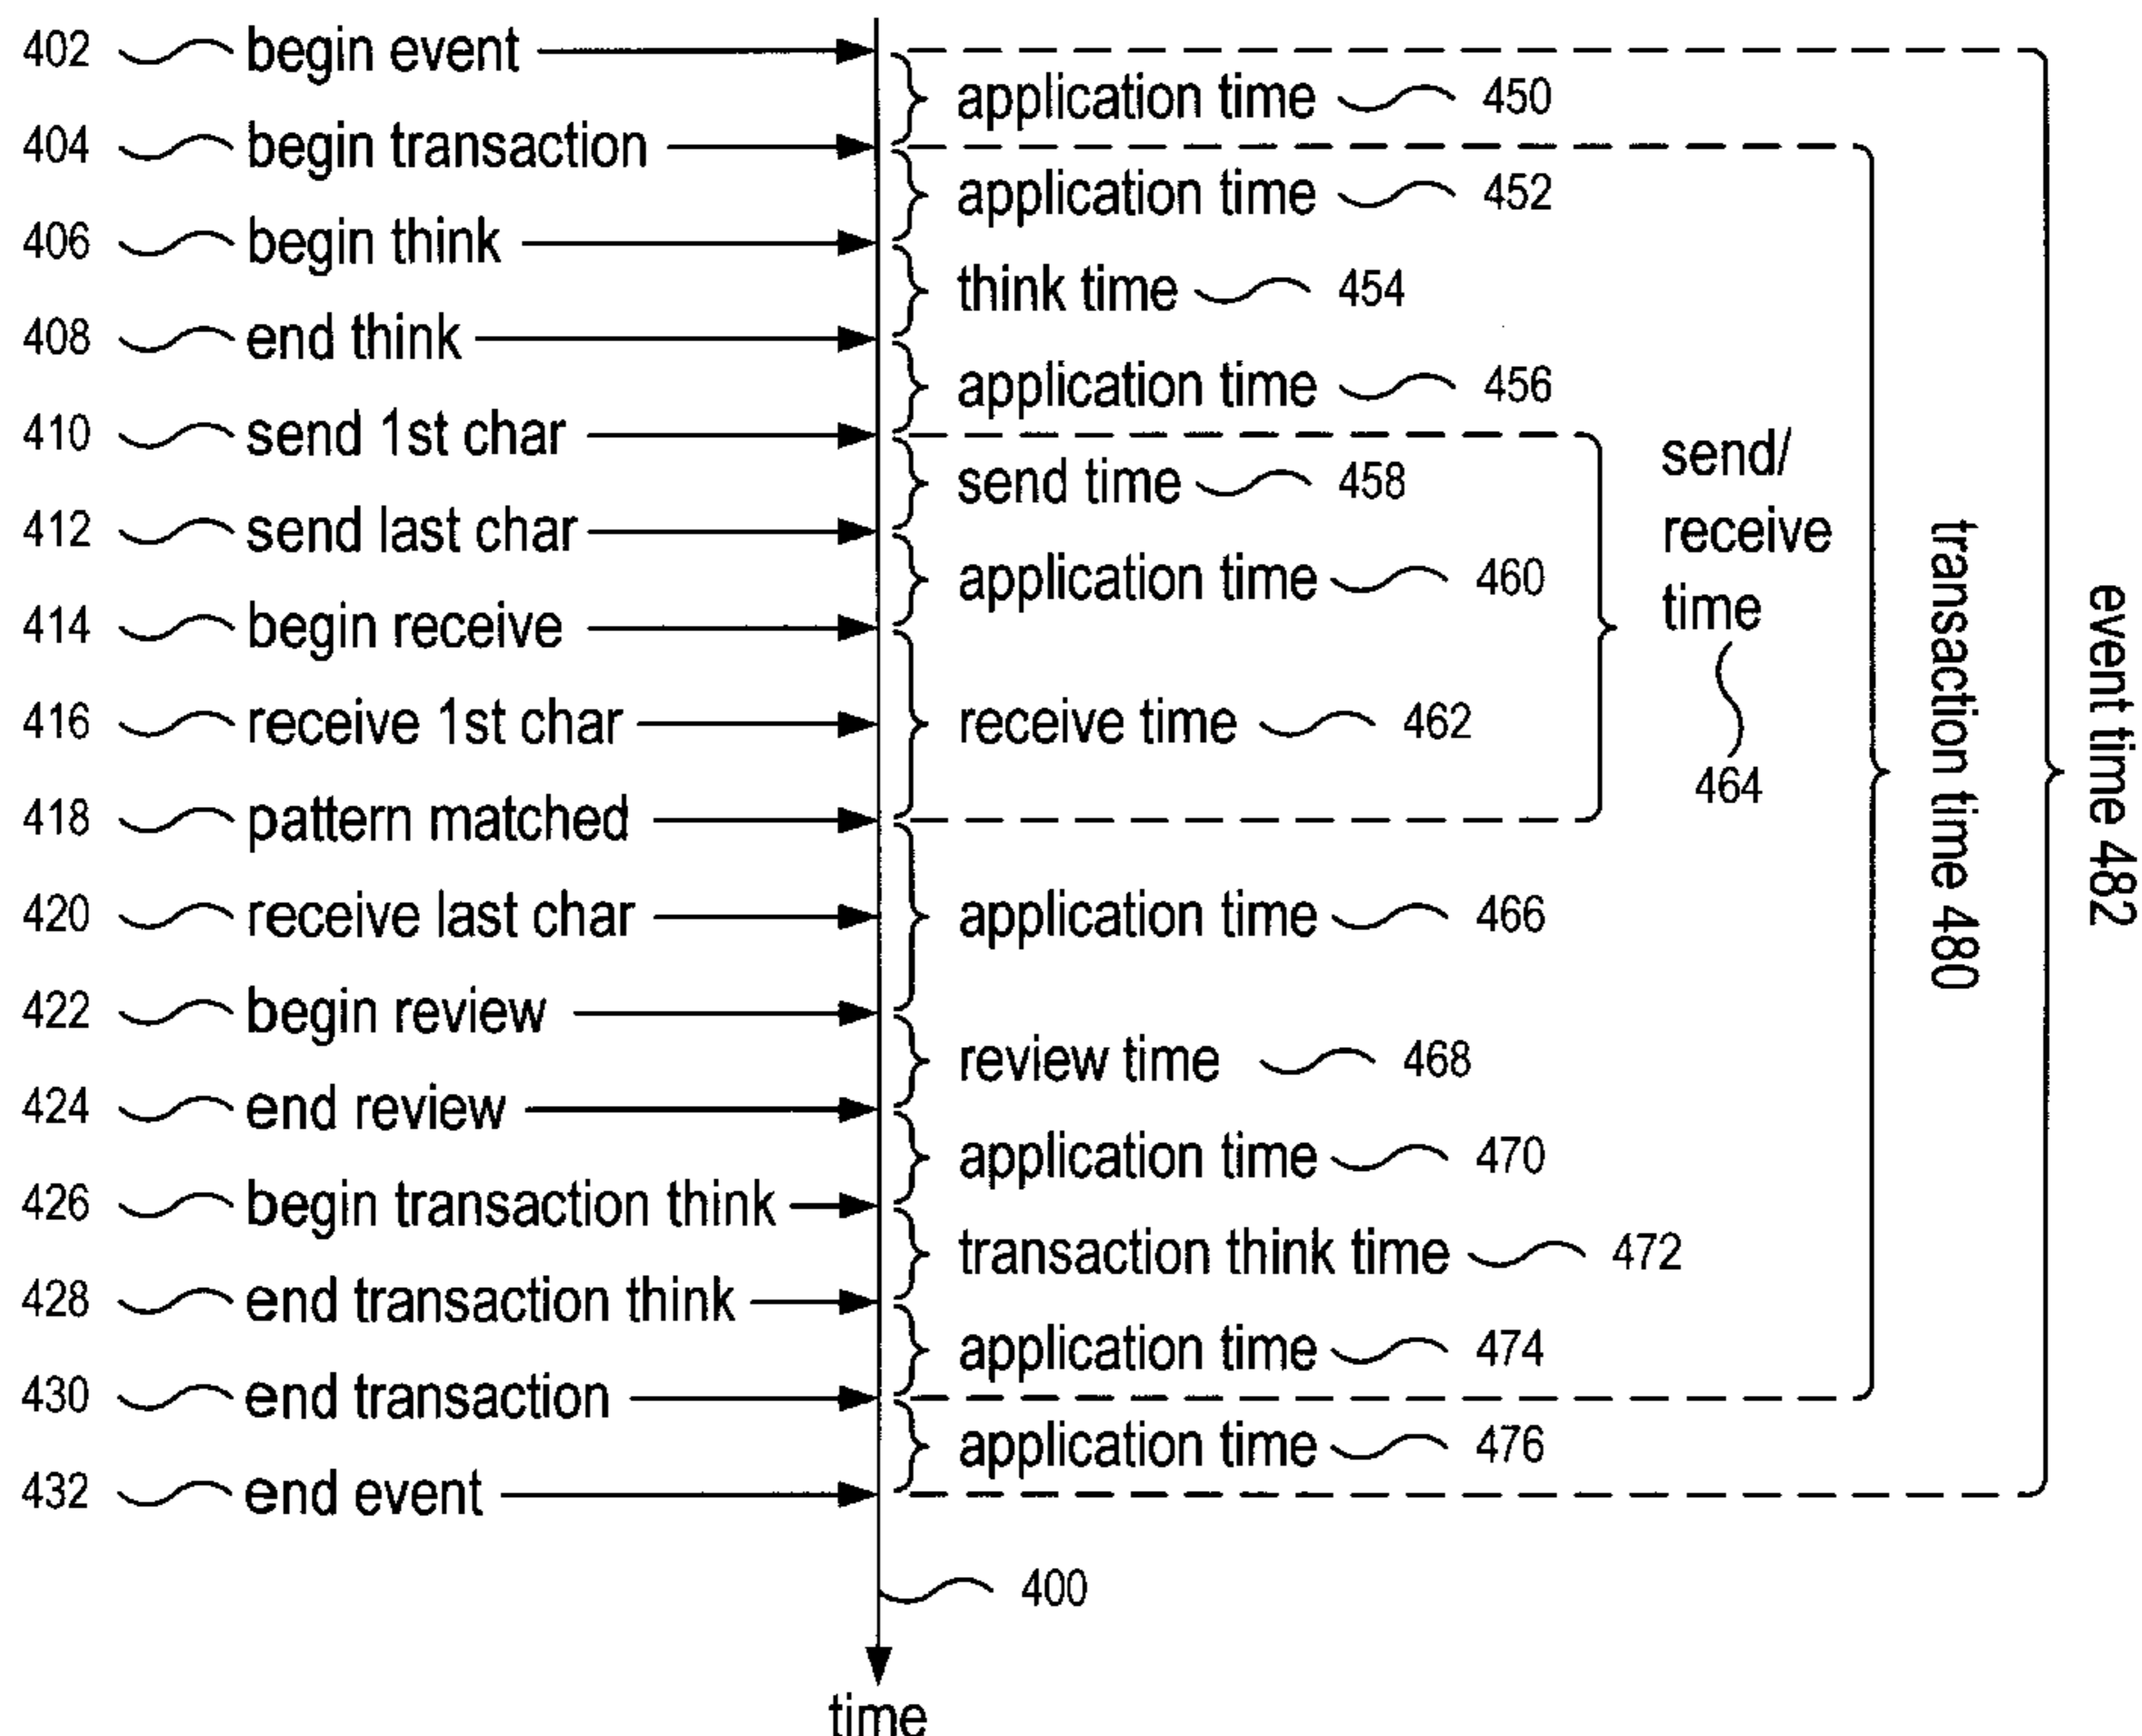 402 begin event
application time 450
404 begin transaction
application time 452
406 begin think
think time 454
408 end think
application time 456
410 send 1st char
send/
send time 458
412 send last char
receive
application time 460
time
414 begin receive
416 receive 1st char
receive time 462
464
418 pattern matched
420 receive last char
application time 466
422 begin review
review time 468
424 end review
application time 470
426 begin transaction think
transaction think time 472
428 end transaction think
application time 474
430 end transaction
application time 476
432 end event
400
time
transaction time 480
event time 482